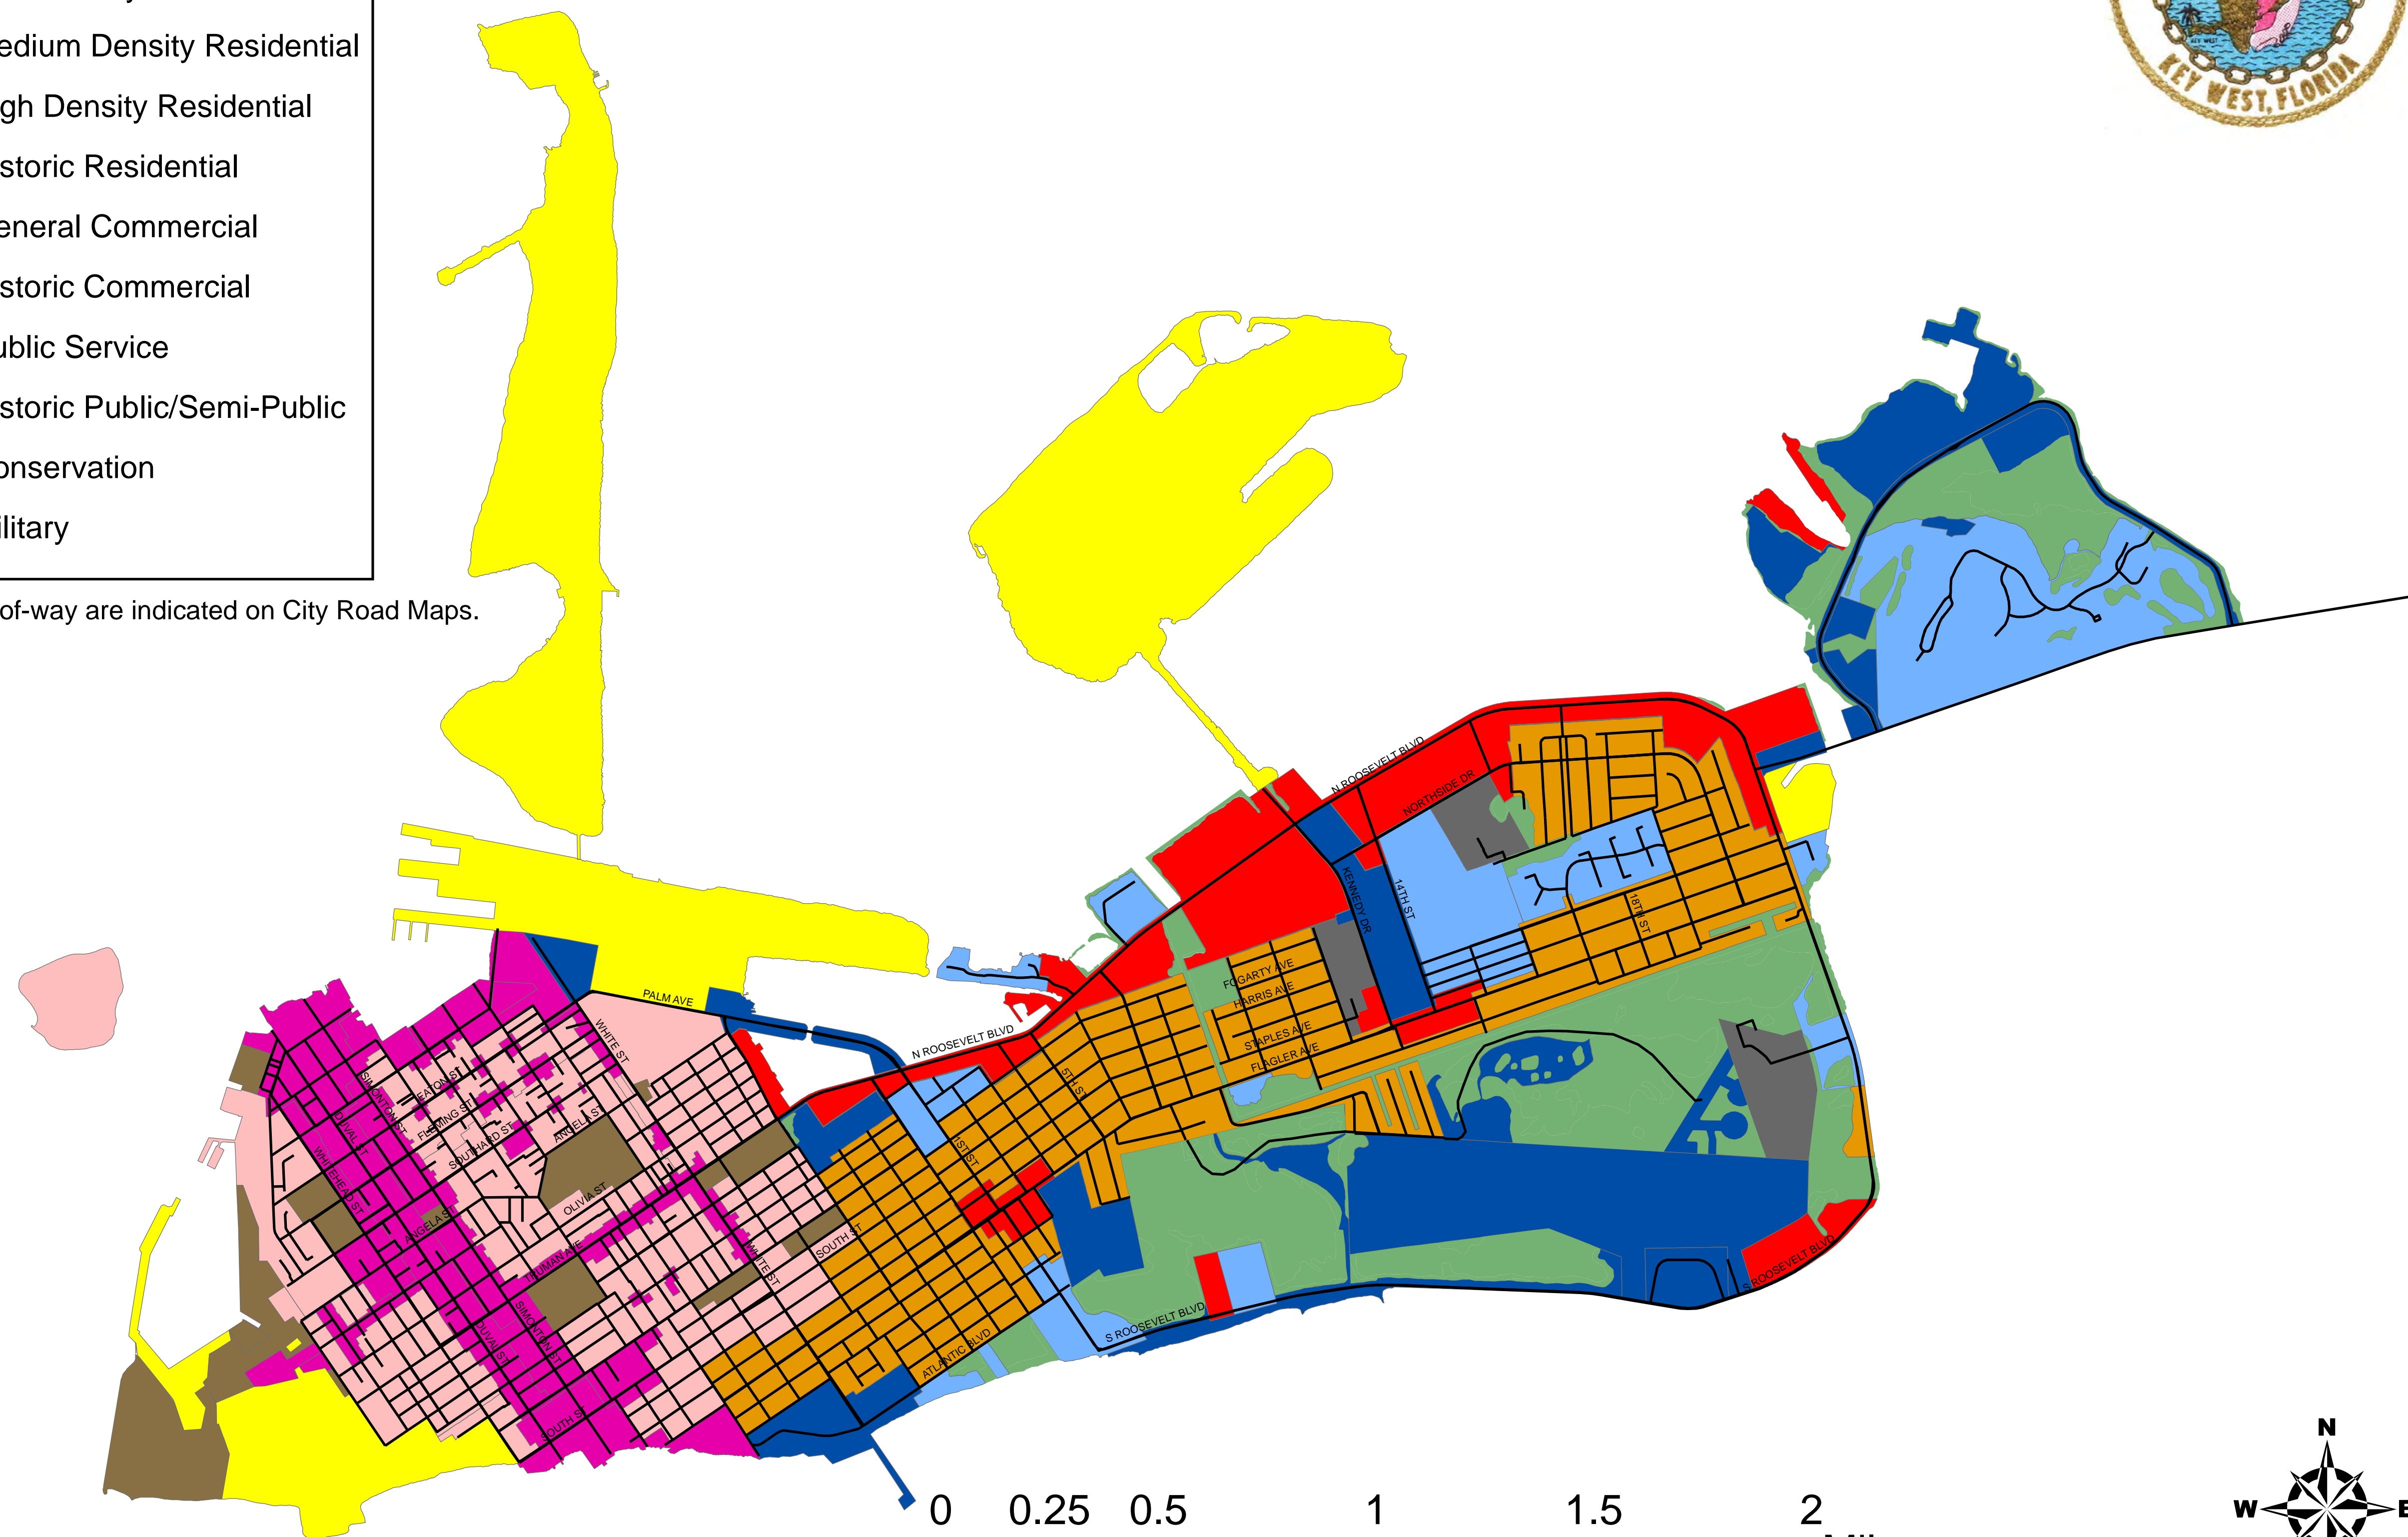 edium Density Residential
gh Density Residential
storic Residential
eneral Commercial
storic Commercial
ublic Service
storic Public/Semi-Public
onservation
ilitary
of-way are indicated on City Road Maps.
KEY WEST
KEY WEST, FLORIDA
N ROOSEVELT BLVD
NORTHSIDE DR
KENNEDY DR
14TH ST
18TH ST
PALM AVE
N ROOSEVELT BLVD
FOGARTY AVE
HARRIS AVE
STAPLES AVE
FLAGLER AVE
WHITE ST
5TH ST
SIMONTON ST
EATON ST
FLEMING ST
SOUTHARD ST
ANGELA ST
DUVAL ST
WHITEHEAD ST
1ST ST
OLIVIA ST
ANGELA ST
TRUMAN AVE
WHITE ST
SOUTH ST
S ROOSEVELT BLVD
S ROOSEVELT BLVD
SIMONTON ST
DUVAL ST
ATLANTIC BLVD
SOUTH ST
0 0.25 0.5 1 1.5 2
N
W E